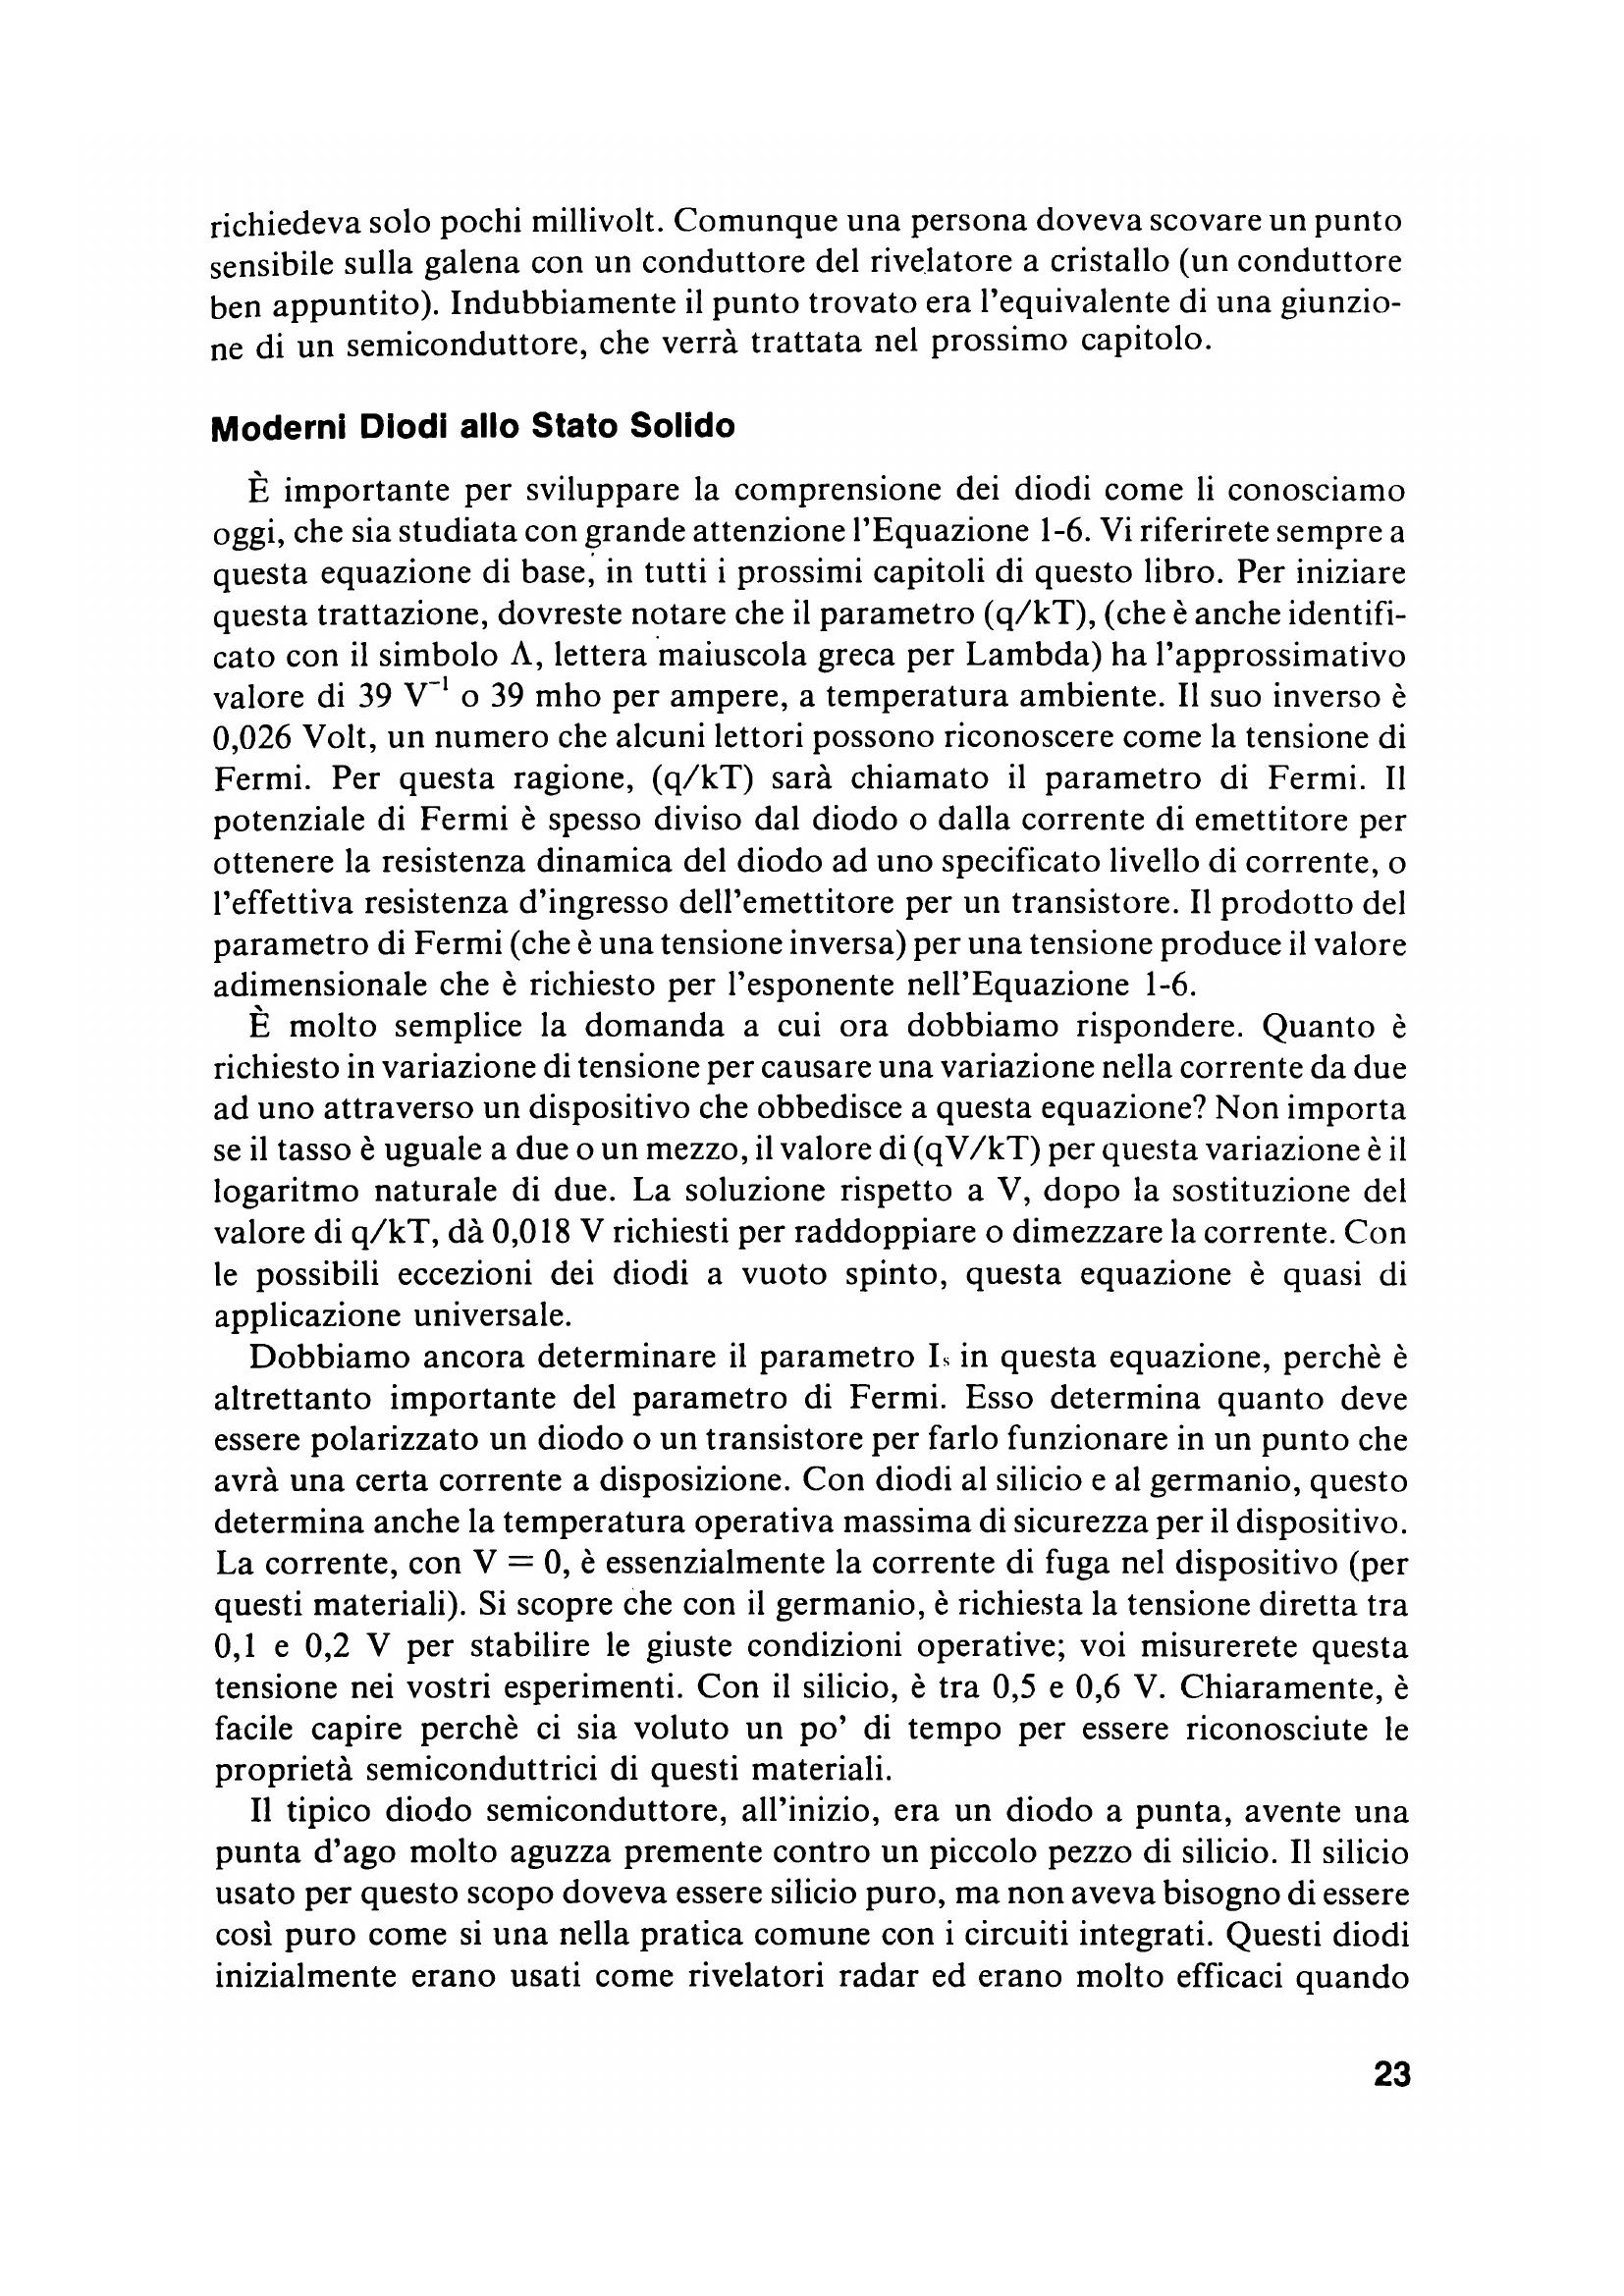 richiedeva solo pochi millivolt. Comunque una persona doveva scovare un punto
sensibile sulla galena con un conduttore del rivelatore a cristallo (un conduttore
ben appuntito). Indubbiamente il punto trovato era l'equivalente di una giunzio-
ne di un semiconduttore, che verrà trattata nel prossimo capitolo.
Moderni Diodi allo Stato Solido
È importante per sviluppare la comprensione dei diodi come li conosciamo
oggi, che sia studiata con grande attenzione l'Equazione 1-6. Vi riferirete sempre a
questa equazione di base, in tutti i prossimi capitoli di questo libro. Per iniziare
questa trattazione, dovreste notare che il parametro (q/kT), (che è anche identifi-
cato con il simbolo Λ, lettera maiuscola greca per Lambda) ha l'approssimativo
valore di 39 V⁻¹ o 39 mho per ampere, a temperatura ambiente. Il suo inverso è
0,026 Volt, un numero che alcuni lettori possono riconoscere come la tensione di
Fermi. Per questa ragione, (q/kT) sarà chiamato il parametro di Fermi. Il
potenziale di Fermi è spesso diviso dal diodo o dalla corrente di emettitore per
ottenere la resistenza dinamica del diodo ad uno specificato livello di corrente, o
l'effettiva resistenza d'ingresso dell'emettitore per un transistore. Il prodotto del
parametro di Fermi (che è una tensione inversa) per una tensione produce il valore
adimensionale che è richiesto per l'esponente nell'Equazione 1-6.
È molto semplice la domanda a cui ora dobbiamo rispondere. Quanto è
richiesto in variazione di tensione per causare una variazione nella corrente da due
ad uno attraverso un dispositivo che obbedisce a questa equazione? Non importa
se il tasso è uguale a due o un mezzo, il valore di (qV/kT) per questa variazione è il
logaritmo naturale di due. La soluzione rispetto a V, dopo la sostituzione del
valore di q/kT, dà 0,018 V richiesti per raddoppiare o dimezzare la corrente. Con
le possibili eccezioni dei diodi a vuoto spinto, questa equazione è quasi di
applicazione universale.
Dobbiamo ancora determinare il parametro Iₛ in questa equazione, perchè è
altrettanto importante del parametro di Fermi. Esso determina quanto deve
essere polarizzato un diodo o un transistore per farlo funzionare in un punto che
avrà una certa corrente a disposizione. Con diodi al silicio e al germanio, questo
determina anche la temperatura operativa massima di sicurezza per il dispositivo.
La corrente, con V = 0, è essenzialmente la corrente di fuga nel dispositivo (per
questi materiali). Si scopre che con il germanio, è richiesta la tensione diretta tra
0,1 e 0,2 V per stabilire le giuste condizioni operative; voi misurerete questa
tensione nei vostri esperimenti. Con il silicio, è tra 0,5 e 0,6 V. Chiaramente, è
facile capire perchè ci sia voluto un po' di tempo per essere riconosciute le
proprietà semiconduttrici di questi materiali.
Il tipico diodo semiconduttore, all'inizio, era un diodo a punta, avente una
punta d'ago molto aguzza premente contro un piccolo pezzo di silicio. Il silicio
usato per questo scopo doveva essere silicio puro, ma non aveva bisogno di essere
così puro come si una nella pratica comune con i circuiti integrati. Questi diodi
inizialmente erano usati come rivelatori radar ed erano molto efficaci quando
23